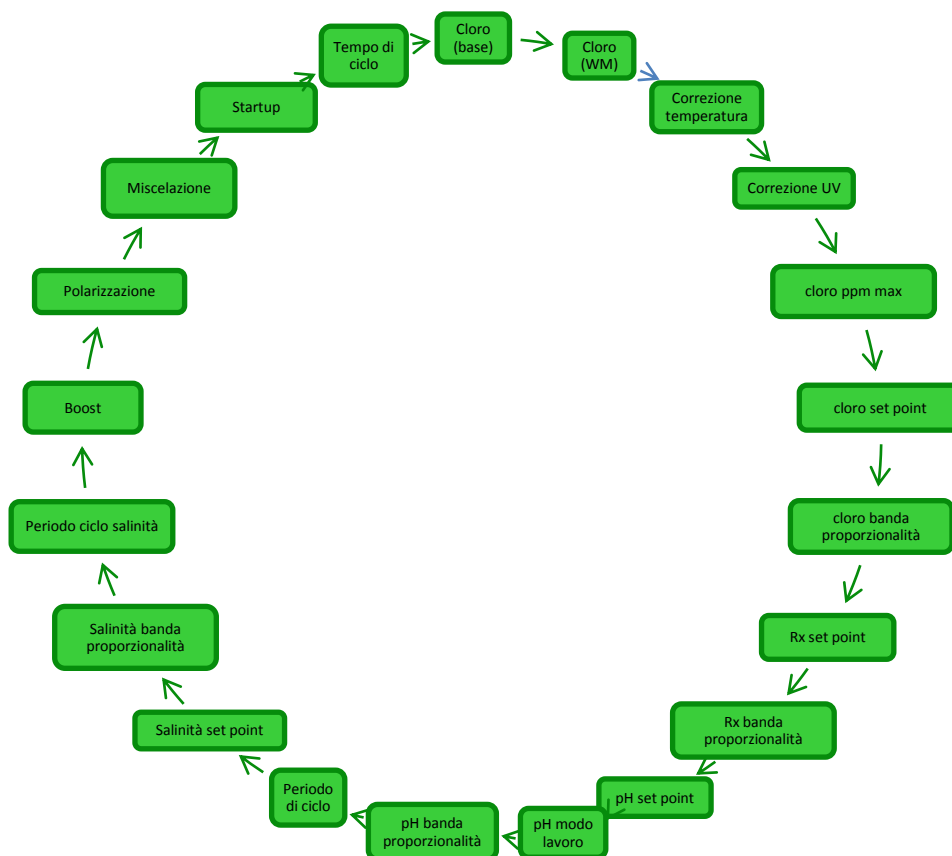 Cloro
(base)
Cloro
(WM)
Correzione
temperatura
Correzione UV
cloro ppm max
cloro set point
cloro banda
proporzionalità
Rx set point
Rx banda
proporzionalità
pH set point
pH modo
lavoro
pH banda
proporzionalità
Periodo
di ciclo
Salinità set point
Salinità banda
proporzionalità
Periodo ciclo salinità
Boost
Polarizzazione
Miscelazione
Startup
Tempo di
ciclo